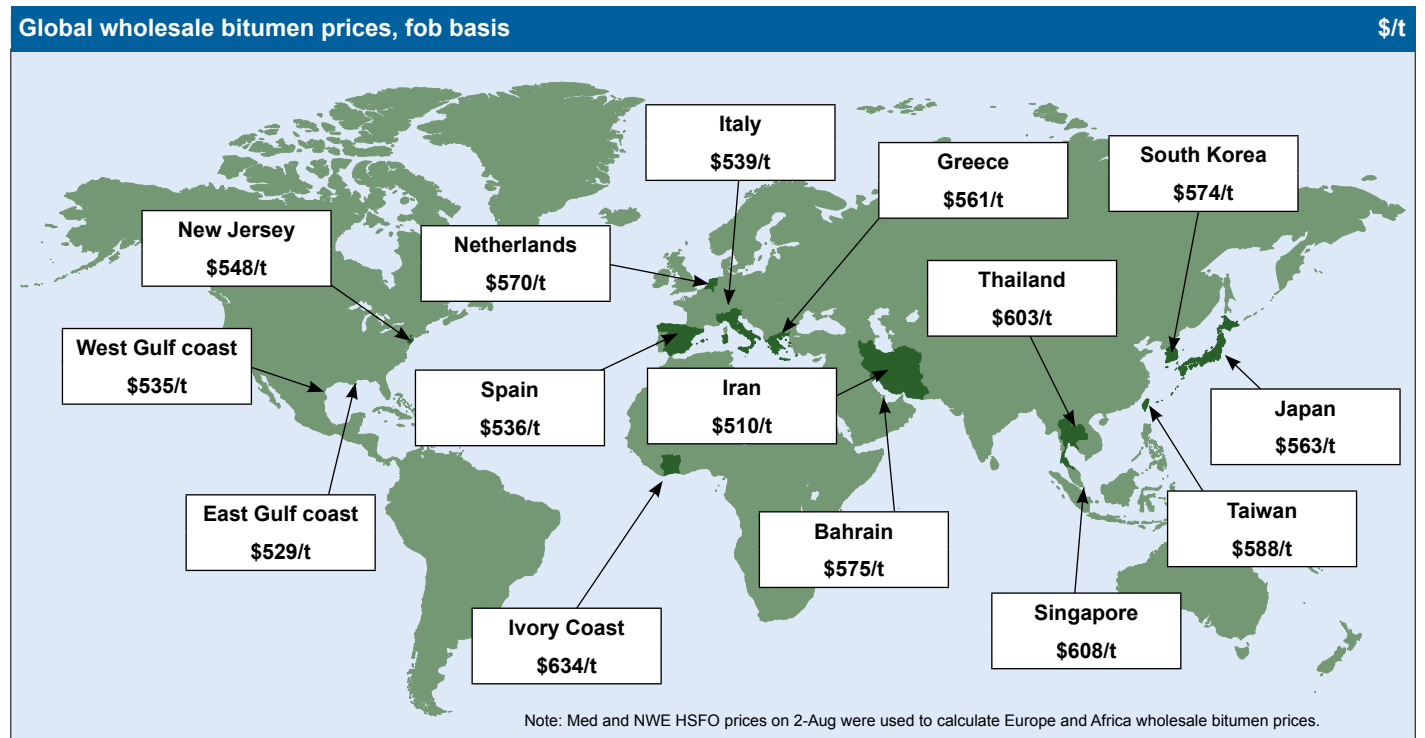 Global wholesale bitumen prices, fob basis
$/t
Italy
$539/t
Greece
$561/t
South Korea
$574/t
New Jersey
$548/t
Netherlands
$570/t
Thailand
$603/t
West Gulf coast
$535/t
Spain
$536/t
Iran
$510/t
Japan
$563/t
East Gulf coast
$529/t
Bahrain
$575/t
Taiwan
$588/t
Ivory Coast
$634/t
Singapore
$608/t
Note: Med and NWE HSFO prices on 2-Aug were used to calculate Europe and Africa wholesale bitumen prices.